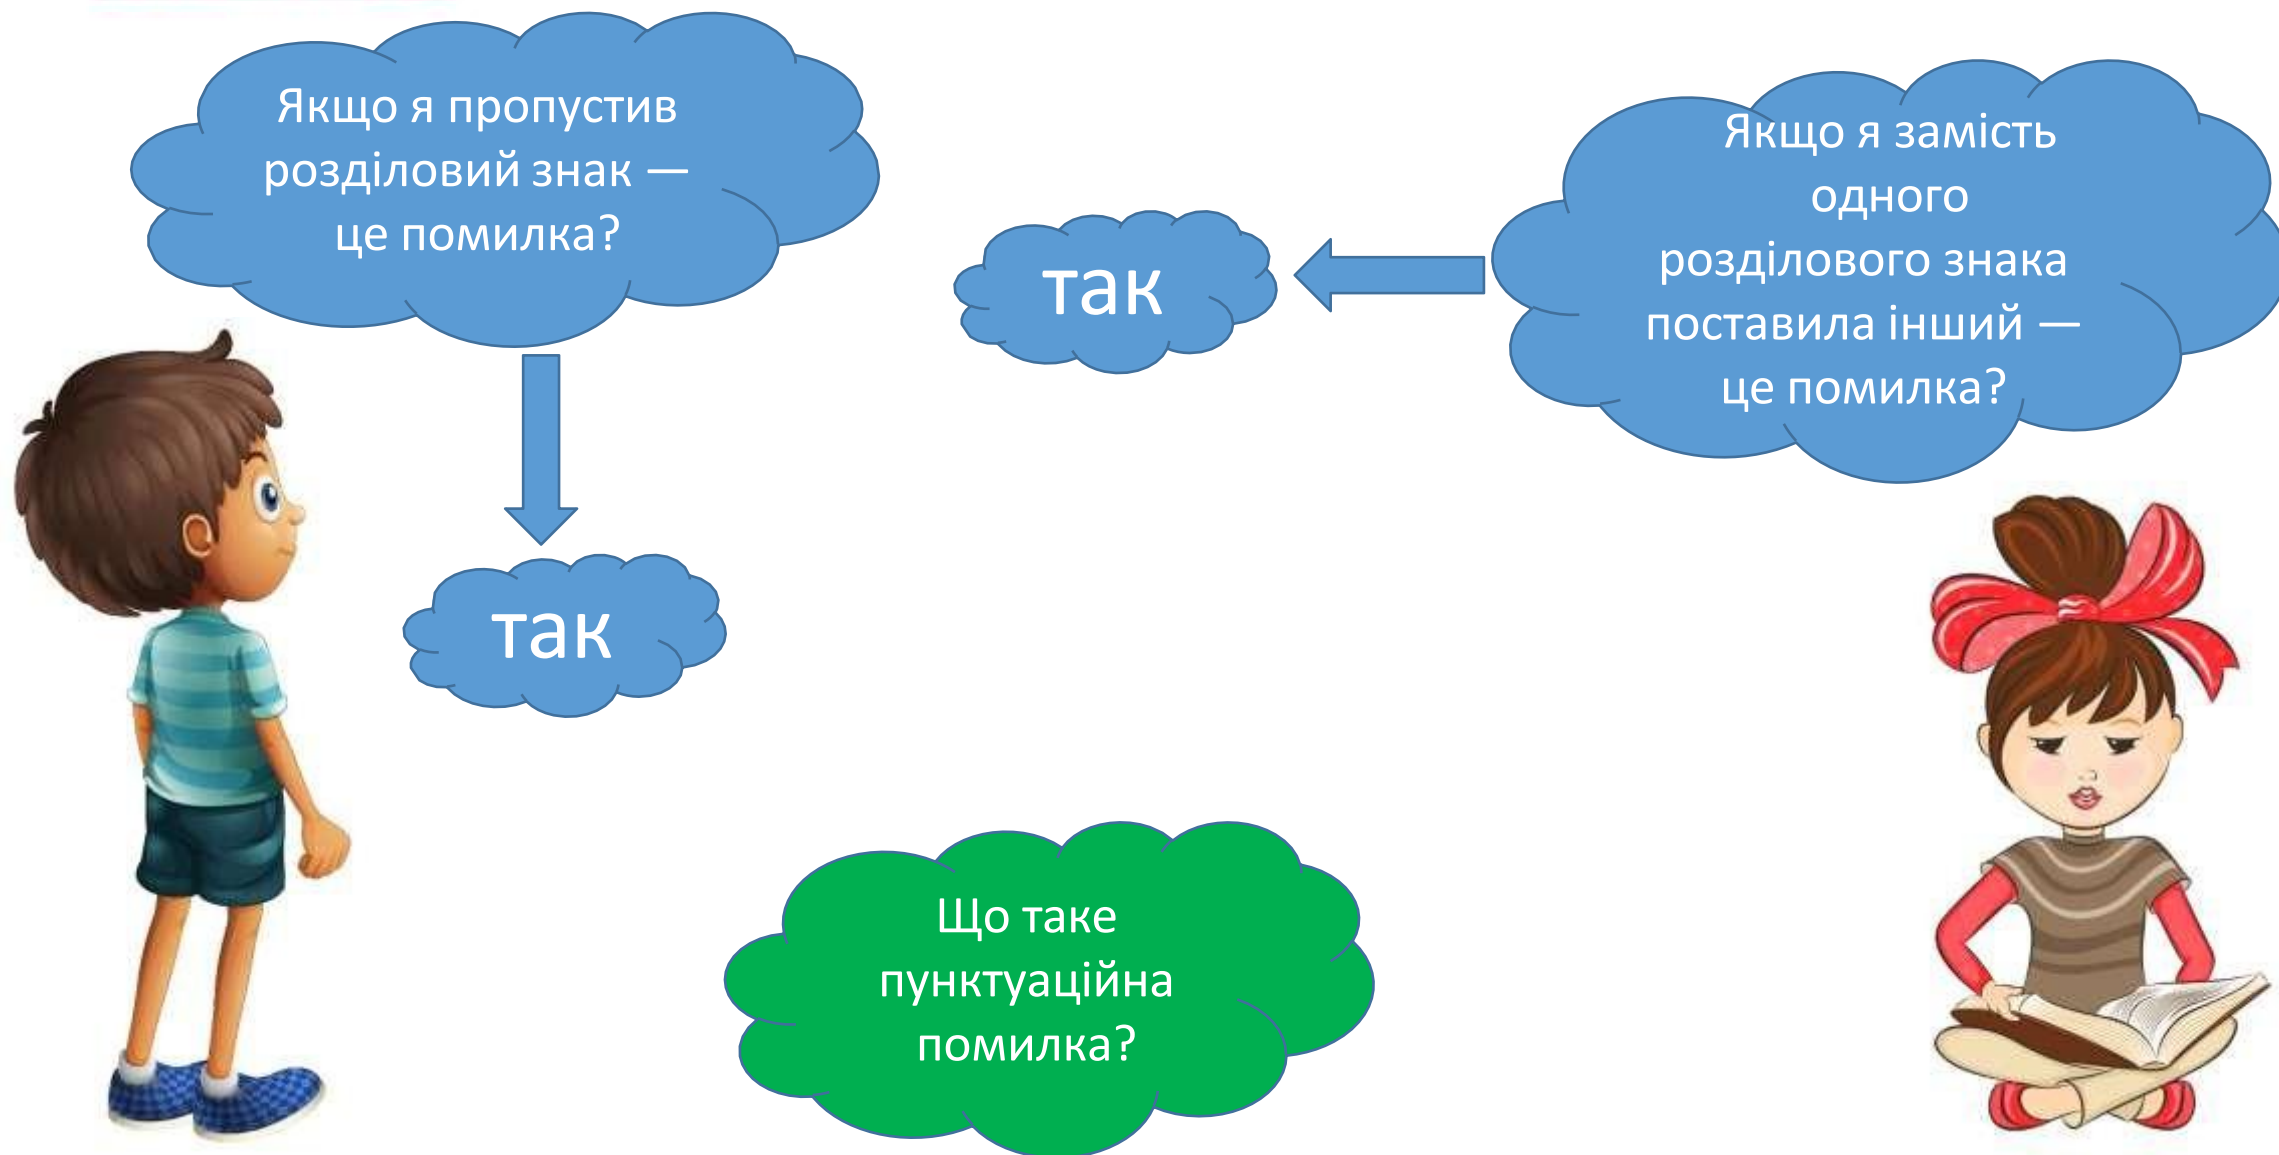 Якщо я пропустив
розділовий знак —
це помилка?
так
Якщо я замість
одного
розділового знака
поставила інший —
це помилка?
так
Що таке
пунктуаційна
помилка?